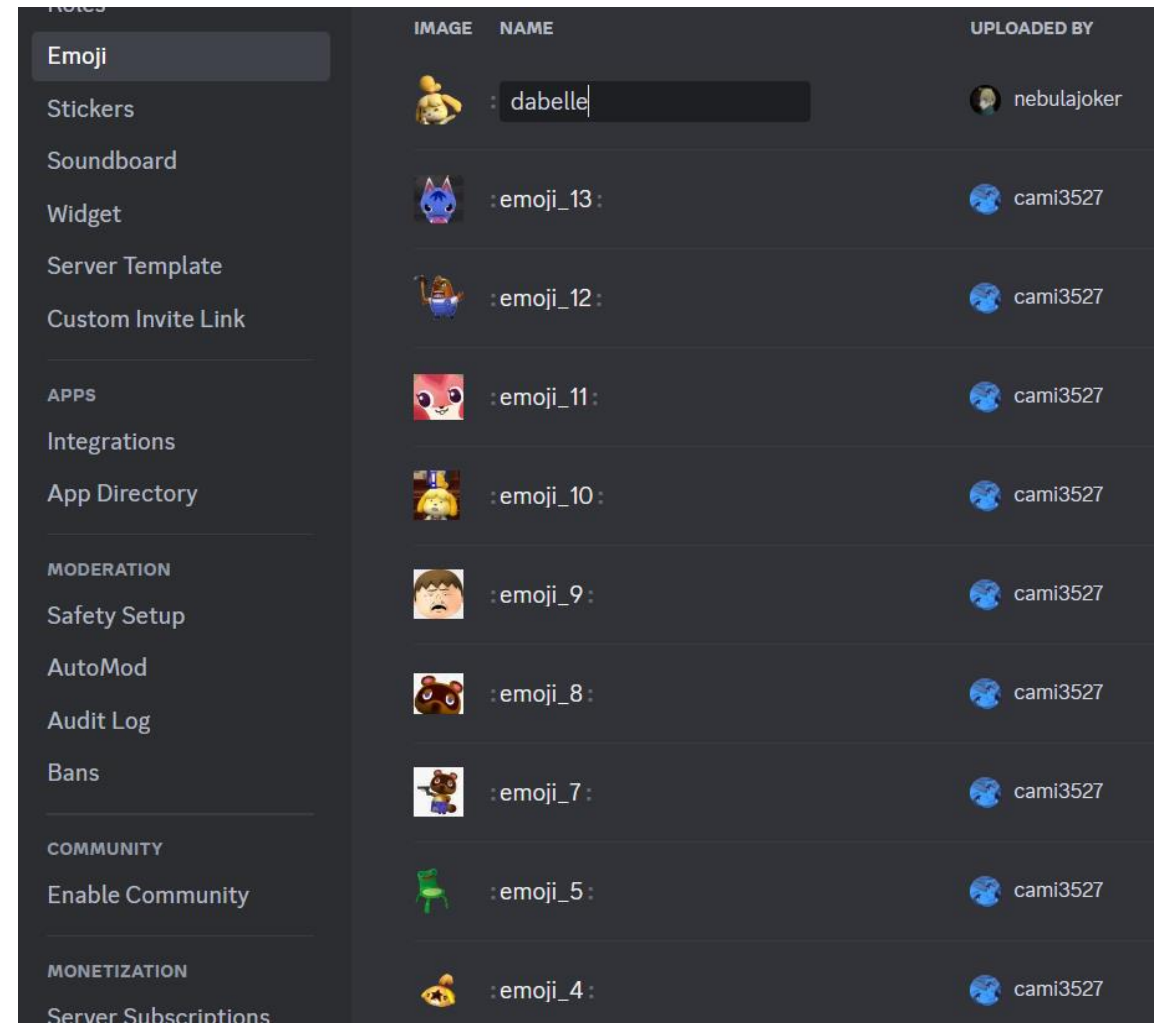 Roles
Emoji
Stickers
Soundboard
Widget
Server Template
Custom Invite Link
APPS
Integrations
App Directory
MODERATION
Safety Setup
AutoMod
Audit Log
Bans
COMMUNITY
Enable Community
MONETIZATION
Server Subscriptions
IMAGE NAME UPLOADED BY
: dabelle nebulajoker
:emoji_13: cami3527
:emoji_12: cami3527
:emoji_11: cami3527
:emoji_10: cami3527
:emoji_9: cami3527
:emoji_8: cami3527
:emoji_7: cami3527
:emoji_5: cami3527
:emoji_4: cami3527